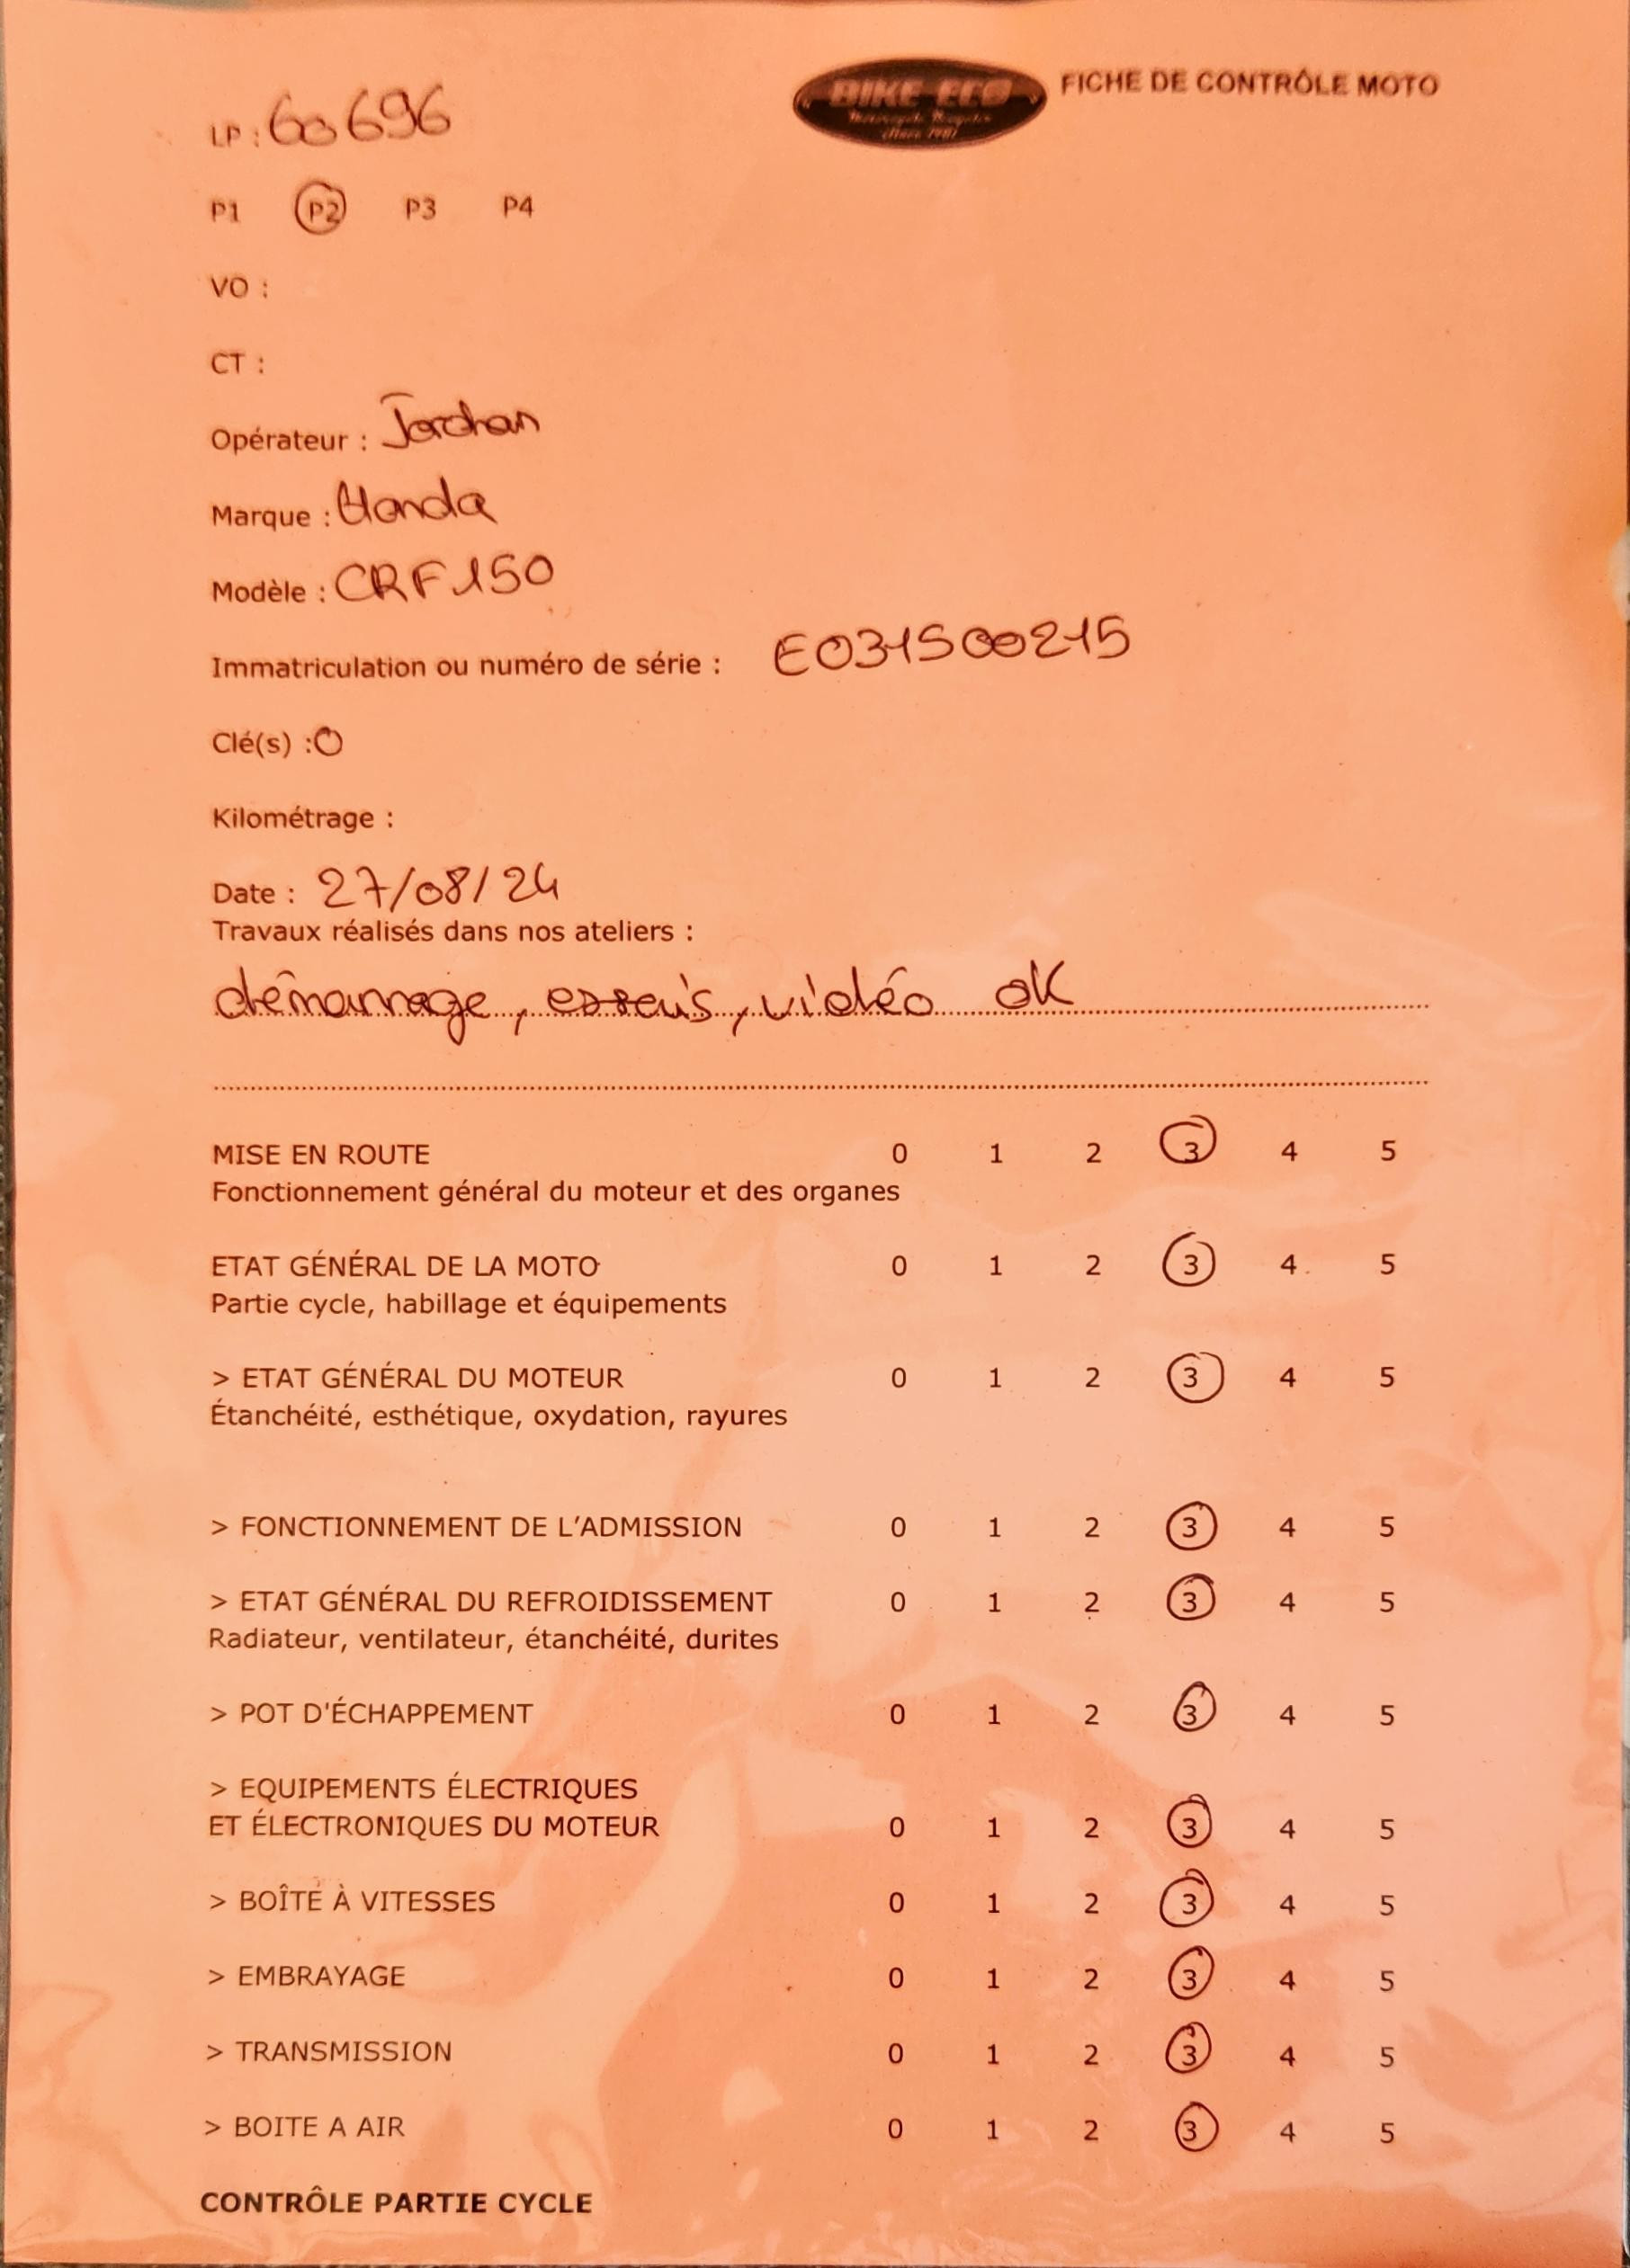 BIKE ECO FICHE DE CONTRÔLE MOTO
LP : 60696
P1 P2 P3 P4
VO :
CT :
Opérateur : Jordan
Marque : Honda
Modèle : CRF 150
Immatriculation ou numéro de série : E031500215
Clé(s) : 0
Kilométrage :
Date : 27/08/24
Travaux réalisés dans nos ateliers :
démarrage, essais, vidéo OK
MISE EN ROUTE 0 1 2 3 4 5
Fonctionnement général du moteur et des organes
ETAT GÉNÉRAL DE LA MOTO 0 1 2 3 4 5
Partie cycle, habillage et équipements
> ETAT GÉNÉRAL DU MOTEUR 0 1 2 3 4 5
Étanchéité, esthétique, oxydation, rayures
> FONCTIONNEMENT DE L'ADMISSION 0 1 2 3 4 5
> ETAT GÉNÉRAL DU REFROIDISSEMENT 0 1 2 3 4 5
Radiateur, ventilateur, étanchéité, durites
> POT D'ÉCHAPPEMENT 0 1 2 3 4 5
> EQUIPEMENTS ÉLECTRIQUES
ET ÉLECTRONIQUES DU MOTEUR 0 1 2 3 4 5
> BOÎTE À VITESSES 0 1 2 3 4 5
> EMBRAYAGE 0 1 2 3 4 5
> TRANSMISSION 0 1 2 3 4 5
> BOITE A AIR 0 1 2 3 4 5
CONTRÔLE PARTIE CYCLE